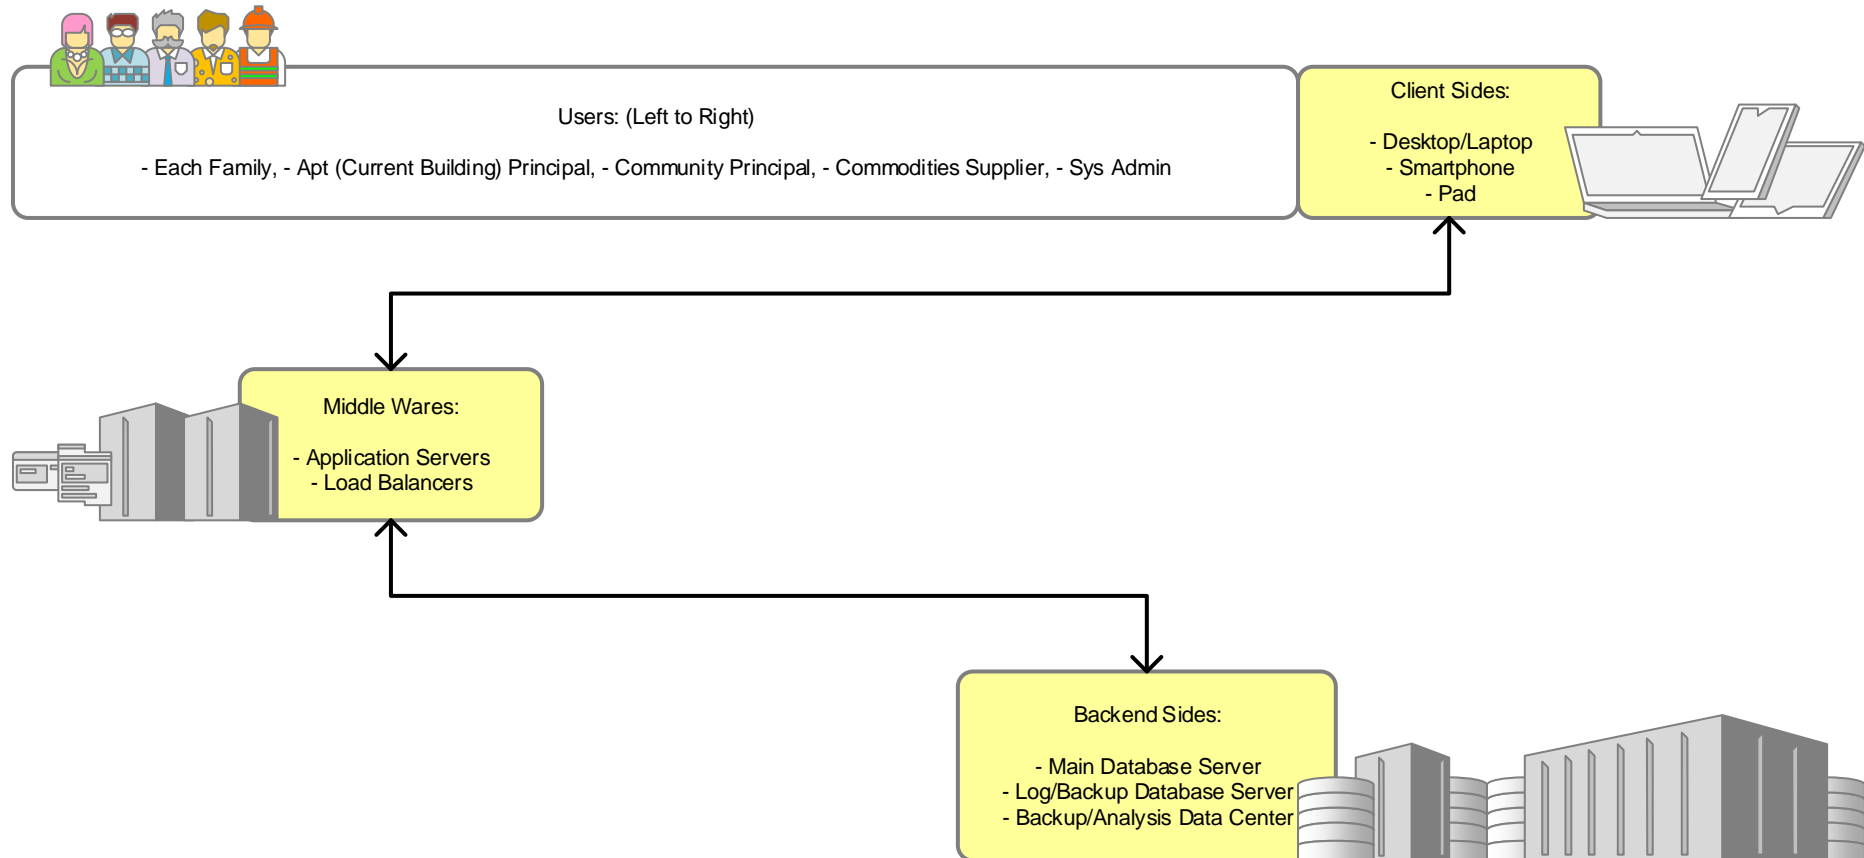 Users: (Left to Right)
- Each Family, - Apt (Current Building) Principal, - Community Principal, - Commodities Supplier, - Sys Admin
Client Sides:
- Desktop/Laptop
- Smartphone
- Pad
Middle Wares:
- Application Servers
- Load Balancers
Backend Sides:
- Main Database Server
- Log/Backup Database Server
- Backup/Analysis Data Center